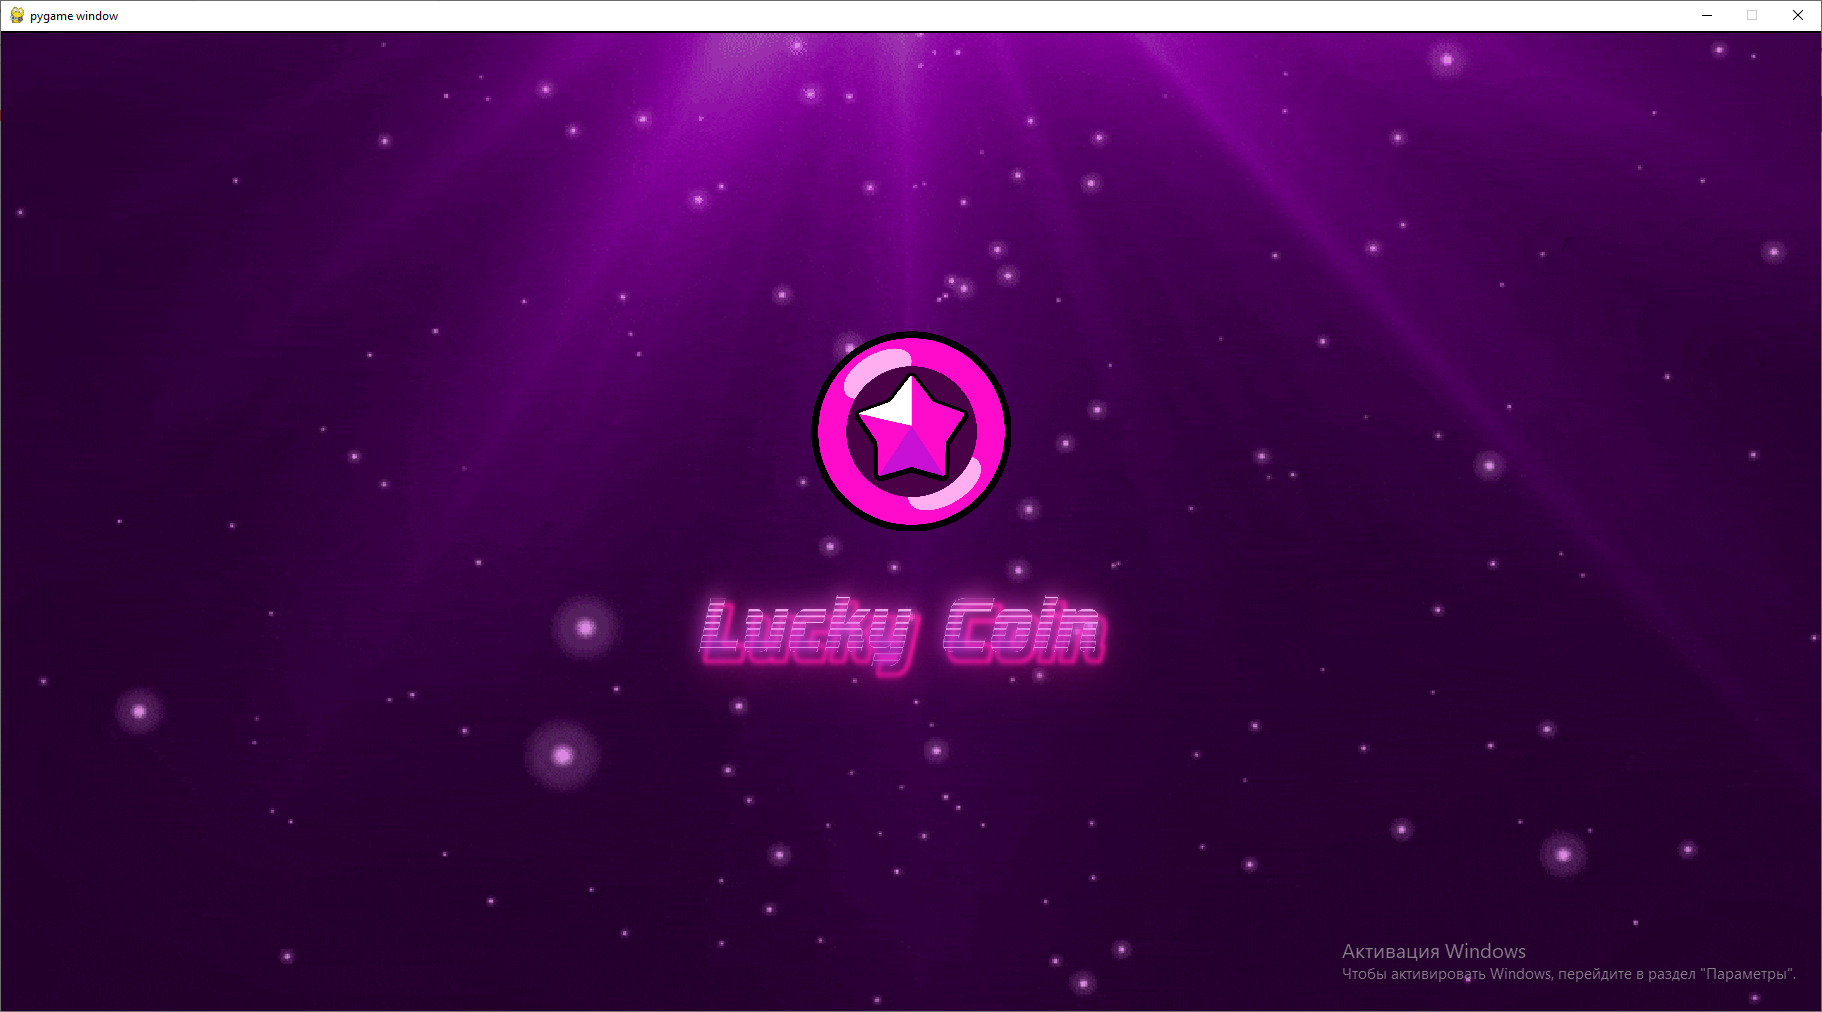 pygame window
Lucky Coin
Активация Windows
Чтобы активировать Windows, перейдите в раздел "Параметры".